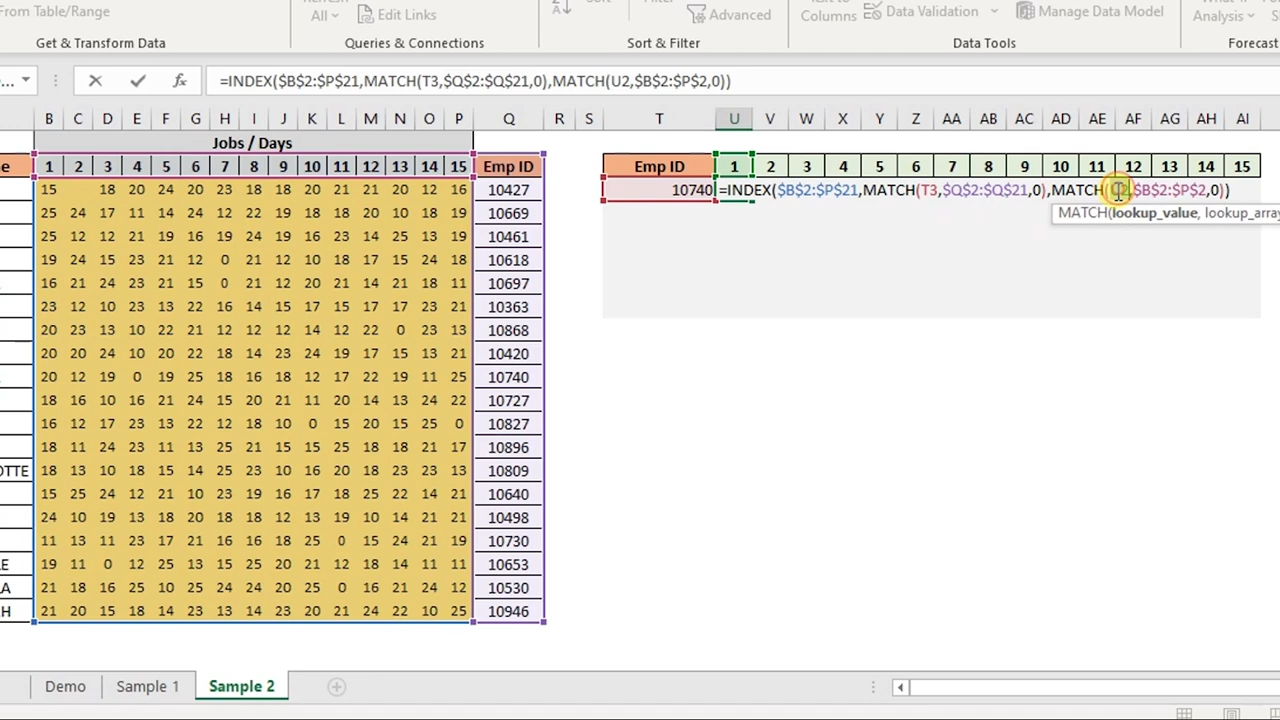 From Table/Range
Refresh
All
Edit Links
Sort
Filter
Advanced
Text to
Columns
Data Validation
Manage Data Model
What-If
Analysis
Get & Transform Data
Queries & Connections
Sort & Filter
Data Tools
Forecast
... fx =INDEX($B$2:$P$21,MATCH(T3,$Q$2:$Q$21,0),MATCH(U2,$B$2:$P$2,0))
B C D E F G H I J K L M N O P Q R S T U V W X Y Z AA AB AC AD AE AF AG AH AI
Jobs / Days
1 2 3 4 5 6 7 8 9 10 11 12 13 14 15 Emp ID Emp ID 1 2 3 4 5 6 7 8 9 10 11 12 13 14 15
15 18 20 24 20 23 18 18 20 21 21 20 12 16 10427 10740 =INDEX($B$2:$P$21,MATCH(T3,$Q$2:$Q$21,0),MATCH(U2,$B$2:$P$2,0))
25 24 17 11 14 24 12 22 19 18 18 20 10 18 19 10669 MATCH(lookup_value, lookup_array
25 12 12 21 19 16 19 24 19 16 23 14 25 13 19 10461
19 24 15 23 21 12 0 21 12 10 18 17 15 24 18 10618
16 21 24 23 21 15 0 21 12 20 21 14 21 18 11 10697
23 12 10 23 13 22 16 14 15 17 15 17 17 23 21 10363
20 23 13 10 22 21 12 12 12 14 12 22 0 23 13 10868
20 20 24 10 20 22 18 14 23 24 19 17 15 13 21 10420
20 12 19 0 19 25 18 16 18 12 17 22 19 11 25 10740
18 16 10 16 21 24 15 20 21 11 20 14 13 24 22 10727
16 12 17 23 13 22 12 18 10 0 15 20 15 25 0 10827
18 11 24 23 11 13 25 21 15 15 25 18 18 21 17 10896
OTTE 18 13 10 18 15 14 25 23 10 16 20 18 23 23 13 10809
15 25 24 12 21 10 23 19 16 17 18 25 22 14 21 10640
24 10 19 13 18 20 18 18 12 13 19 10 14 21 21 10498
11 13 11 23 17 21 16 16 18 25 0 15 24 21 19 10730
LE 19 11 0 12 25 13 15 25 20 21 12 18 14 11 11 10653
LA 21 18 16 25 10 25 24 24 20 25 0 16 21 24 12 10530
H 21 20 15 18 14 23 13 14 23 20 21 24 22 10 25 10946
Demo Sample 1 Sample 2